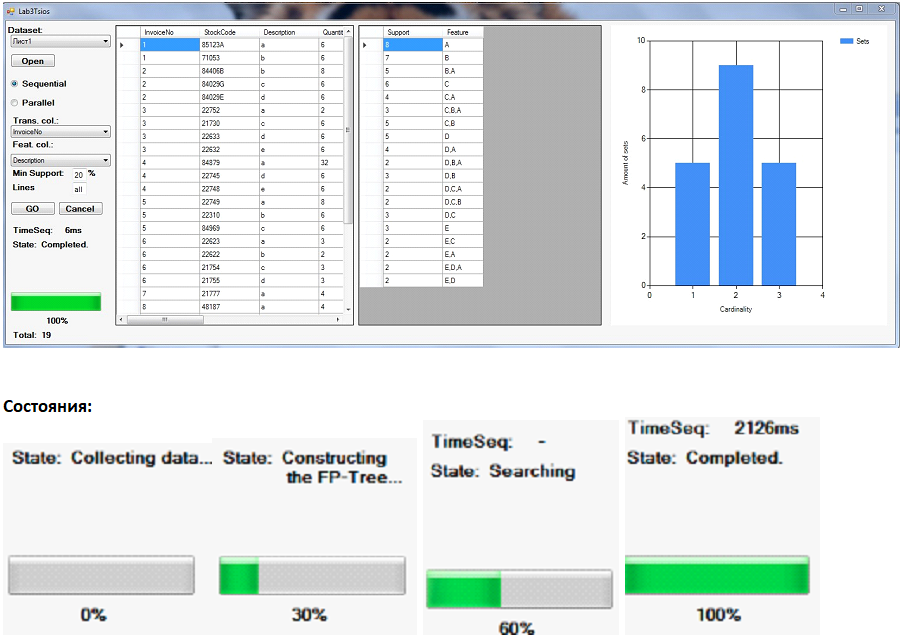 Lab3Tsios
Dataset:
Лист1
Open
Sequential
Parallel
Trans. col.:
InvoiceNo
Feat. col.:
Description
Min Support: 20 %
Lines all
GO Cancel
TimeSeq: 6ms
State: Completed.
100%
Total: 19
InvoiceNo StockCode Description Quantit
1 85123A a 6
1 71053 b 6
2 84406B b 8
2 84029G c 6
2 84029E d 6
3 22752 a 2
3 21730 c 6
3 22633 d 6
3 22632 e 6
4 84879 a 32
4 22745 d 6
4 22748 e 6
5 22749 a 8
5 22310 b 6
5 84969 c 6
6 22623 a 3
6 22622 b 2
6 21754 c 3
6 21755 d 3
7 21777 a 4
8 48187 a 4
Support Feature
8 A
7 B
5 B,A
6 C
4 C,A
3 C,B,A
5 C,B
5 D
4 D,A
2 D,B,A
3 D,B
2 D,C,A
2 D,C,B
3 D,C
3 E
2 E,C
2 E,A
2 E,D,A
2 E,D
10
8
6
4
2
0
Amount of sets
0 1 2 3 4
Cardinality
Sets
Состояния:
State: Collecting data...
0%
State: Constructing
the FP-Tree...
30%
TimeSeq: -
State: Searching
60%
TimeSeq: 2126ms
State: Completed.
100%